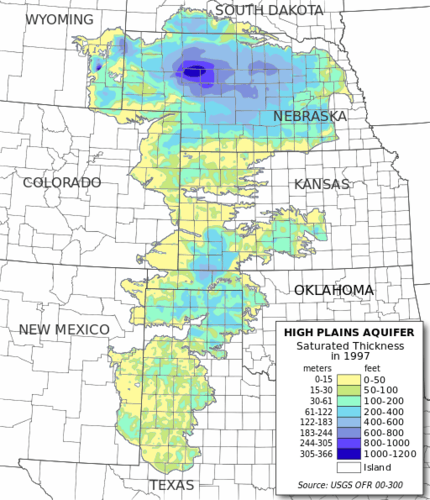 SOUTH DAKOTA
WYOMING
NEBRASKA
COLORADO
KANSAS
OKLAHOMA
NEW MEXICO
TEXAS
HIGH PLAINS AQUIFER
Saturated Thickness
in 1997
meters feet
0-15 0-50
15-30 50-100
30-61 100-200
61-122 200-400
122-183 400-600
183-244 600-800
244-305 800-1000
305-366 1000-1200
Island
Source: USGS OFR 00-300